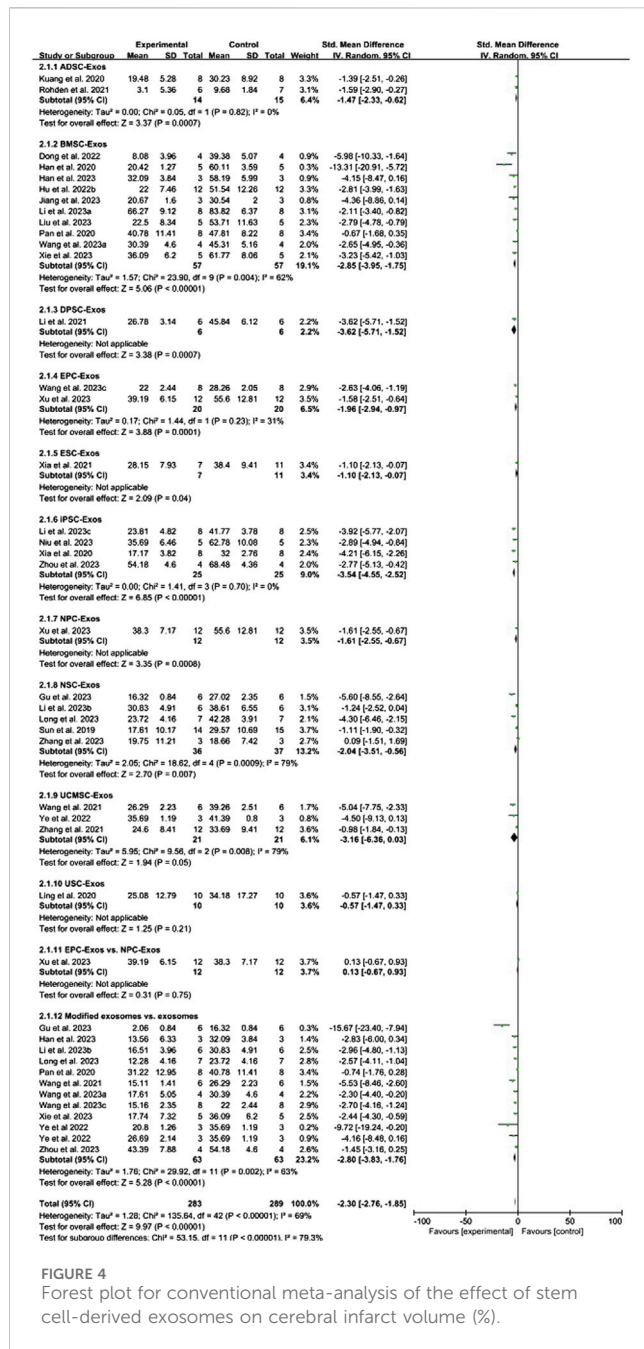 Experimental Control Std. Mean Difference Std. Mean Difference
Study or Subgroup Mean SD Total Mean SD Total Weight IV, Random, 95% CI IV, Random, 95% CI
2.1.1 ADSC-Exos
Kuang et al. 2020 19.48 5.28 8 30.23 8.92 8 3.3% -1.39 [-2.51, -0.26]
Rohden et al. 2021 3.1 5.36 6 9.68 1.84 7 3.1% -1.59 [-2.90, -0.27]
Subtotal (95% CI) 14 15 6.4% -1.47 [-2.33, -0.62]
Heterogeneity: Tau² = 0.00; Chi² = 0.05, df = 1 (P = 0.82); I² = 0%
Test for overall effect: Z = 3.37 (P = 0.0007)
2.1.2 BMSC-Exos
Dong et al. 2022 8.08 3.96 4 39.38 5.07 4 0.9% -5.98 [-10.33, -1.64]
Han et al. 2020 20.42 1.27 5 60.11 3.59 5 0.3% -13.31 [-20.91, -5.72]
Han et al. 2023 32.09 3.84 3 58.19 5.99 3 0.9% -4.15 [-8.47, 0.16]
Hu et al. 2022b 22 7.46 12 51.54 12.26 12 3.2% -2.81 [-3.99, -1.63]
Jiang et al. 2023 20.67 1.6 3 30.54 2 3 0.9% -4.36 [-8.86, 0.14]
Li et al. 2023a 66.27 9.12 8 83.82 6.37 8 3.1% -2.11 [-3.40, -0.82]
Liu et al. 2023 22.5 8.34 5 53.71 11.63 5 2.3% -2.79 [-4.78, -0.79]
Pan et al. 2020 40.78 11.41 8 47.81 8.22 8 3.4% -0.67 [-1.68, 0.35]
Wang et al. 2023a 30.39 4.6 4 45.31 5.16 4 2.0% -2.65 [-4.95, -0.36]
Xie et al. 2023 36.09 6.2 5 61.77 8.06 5 2.1% -3.23 [-5.42, -1.03]
Subtotal (95% CI) 57 57 19.1% -2.85 [-3.95, -1.75]
Heterogeneity: Tau² = 1.57; Chi² = 23.90, df = 9 (P = 0.004); I² = 62%
Test for overall effect: Z = 5.06 (P < 0.00001)
2.1.3 DPSC-Exos
Li et al. 2021 26.78 3.14 6 45.84 6.12 6 2.2% -3.62 [-5.71, -1.52]
Subtotal (95% CI) 6 6 2.2% -3.62 [-5.71, -1.52]
Heterogeneity: Not applicable
Test for overall effect: Z = 3.38 (P = 0.0007)
2.1.4 EPC-Exos
Wang et al. 2023c 22 2.44 8 28.26 2.05 8 2.9% -2.63 [-4.06, -1.19]
Xu et al. 2023 39.19 6.15 12 55.6 12.81 12 3.6% -1.58 [-2.51, -0.64]
Subtotal (95% CI) 20 20 6.5% -1.96 [-2.94, -0.97]
Heterogeneity: Tau² = 0.17; Chi² = 1.44, df = 1 (P = 0.23); I² = 31%
Test for overall effect: Z = 3.88 (P = 0.0001)
2.1.5 ESC-Exos
Xia et al. 2021 28.15 7.93 7 38.4 9.41 11 3.4% -1.10 [-2.13, -0.07]
Subtotal (95% CI) 7 11 3.4% -1.10 [-2.13, -0.07]
Heterogeneity: Not applicable
Test for overall effect: Z = 2.09 (P = 0.04)
2.1.6 iPSC-Exos
Li et al. 2023c 23.81 4.82 8 41.77 3.78 8 2.5% -3.92 [-5.77, -2.07]
Niu et al. 2023 35.69 6.46 5 62.78 10.08 5 2.2% -2.89 [-4.94, -0.84]
Xia et al. 2020 17.17 3.82 8 32 2.76 8 2.4% -4.21 [-6.15, -2.26]
Zhou et al. 2023 54.18 4.6 4 68.48 4.36 4 1.9% -2.77 [-5.13, -0.42]
Subtotal (95% CI) 25 25 9.0% -3.54 [-4.55, -2.52]
Heterogeneity: Tau² = 0.00; Chi² = 1.41, df = 3 (P = 0.70); I² = 0%
Test for overall effect: Z = 6.85 (P < 0.00001)
2.1.7 NPC-Exos
Xu et al. 2023 38.3 7.17 12 55.6 12.81 12 3.5% -1.61 [-2.55, -0.67]
Subtotal (95% CI) 12 12 3.5% -1.61 [-2.55, -0.67]
Heterogeneity: Not applicable
Test for overall effect: Z = 3.35 (P = 0.0008)
2.1.8 NSC-Exos
Gu et al. 2023 16.32 0.84 6 27.02 2.35 6 1.5% -5.60 [-8.55, -2.64]
Li et al. 2023b 30.83 4.91 6 38.61 6.55 6 3.1% -1.24 [-2.52, 0.04]
Long et al. 2023 23.72 4.16 7 42.28 3.91 7 2.2% -4.30 [-6.46, -2.15]
Sun et al. 2019 17.61 10.17 14 29.57 10.69 15 3.7% -1.11 [-1.90, -0.32]
Zhang et al. 2023 19.75 11.21 3 18.66 7.42 3 2.7% 0.09 [-1.51, 1.69]
Subtotal (95% CI) 36 37 13.2% -2.04 [-3.51, -0.56]
Heterogeneity: Tau² = 2.05; Chi² = 18.62, df = 4 (P = 0.0009); I² = 79%
Test for overall effect: Z = 2.70 (P = 0.007)
2.1.9 UCMSC-Exos
Wang et al. 2021 26.29 2.23 6 39.26 2.51 6 1.7% -5.04 [-7.75, -2.33]
Ye et al. 2022 35.69 1.19 3 41.39 0.8 3 0.8% -4.50 [-9.13, 0.13]
Zhang et al. 2021 24.6 8.41 12 33.69 9.41 12 3.6% -0.98 [-1.84, -0.13]
Subtotal (95% CI) 21 21 6.1% -3.16 [-6.36, 0.03]
Heterogeneity: Tau² = 5.95; Chi² = 9.56, df = 2 (P = 0.008); I² = 79%
Test for overall effect: Z = 1.94 (P = 0.05)
2.1.10 USC-Exos
Ling et al. 2020 25.08 12.79 10 34.18 17.27 10 3.6% -0.57 [-1.47, 0.33]
Subtotal (95% CI) 10 10 3.6% -0.57 [-1.47, 0.33]
Heterogeneity: Not applicable
Test for overall effect: Z = 1.25 (P = 0.21)
2.1.11 EPC-Exos vs. NPC-Exos
Xu et al. 2023 39.19 6.15 12 38.3 7.17 12 3.7% 0.13 [-0.67, 0.93]
Subtotal (95% CI) 12 12 3.7% 0.13 [-0.67, 0.93]
Heterogeneity: Not applicable
Test for overall effect: Z = 0.31 (P = 0.75)
2.1.12 Modified exosomes vs. exosomes
Gu et al. 2023 2.06 0.84 6 16.32 0.84 6 0.3% -15.67 [-23.40, -7.94]
Han et al. 2023 13.56 6.33 3 32.09 3.84 3 1.4% -2.83 [-6.00, 0.34]
Li et al. 2023b 16.51 3.96 6 30.83 4.91 6 2.5% -2.96 [-4.80, -1.13]
Long et al. 2023 12.28 4.16 7 23.72 4.16 7 2.8% -2.57 [-4.11, -1.04]
Pan et al. 2020 31.22 12.95 8 40.78 11.41 8 3.4% -0.74 [-1.76, 0.28]
Wang et al. 2021 15.11 1.41 6 26.29 2.23 6 1.6% -5.53 [-8.46, -2.60]
Wang et al. 2023a 17.61 5.05 4 30.39 4.6 4 2.2% -2.30 [-4.40, -0.20]
Wang et al. 2023c 15.16 2.35 8 22 2.44 8 2.9% -2.70 [-4.16, -1.24]
Xie et al. 2023 17.74 7.32 5 36.09 6.2 5 2.5% -2.44 [-4.30, -0.59]
Ye et al 2022 20.8 1.26 3 35.69 1.19 3 0.2% -9.72 [-19.24, -0.20]
Ye et al. 2022 26.69 2.14 3 35.69 1.19 3 0.9% -4.16 [-8.48, 0.16]
Zhou et al. 2023 43.39 7.88 4 54.18 4.6 4 2.6% -1.45 [-3.16, 0.25]
Subtotal (95% CI) 63 63 23.2% -2.80 [-3.83, -1.76]
Heterogeneity: Tau² = 1.76; Chi² = 29.92, df = 11 (P = 0.002); I² = 63%
Test for overall effect: Z = 5.28 (P < 0.00001)
Total (95% CI) 283 289 100.0% -2.30 [-2.76, -1.85]
Heterogeneity: Tau² = 1.28; Chi² = 135.64, df = 42 (P < 0.00001); I² = 69%
Test for overall effect: Z = 9.97 (P < 0.00001)
Test for subgroup differences: Chi² = 53.15, df = 11 (P < 0.00001), I² = 79.3%
-100 -50 0 50 100
Favours [experimental] Favours [control]
FIGURE 4
Forest plot for conventional meta-analysis of the effect of stem
cell-derived exosomes on cerebral infarct volume (%).